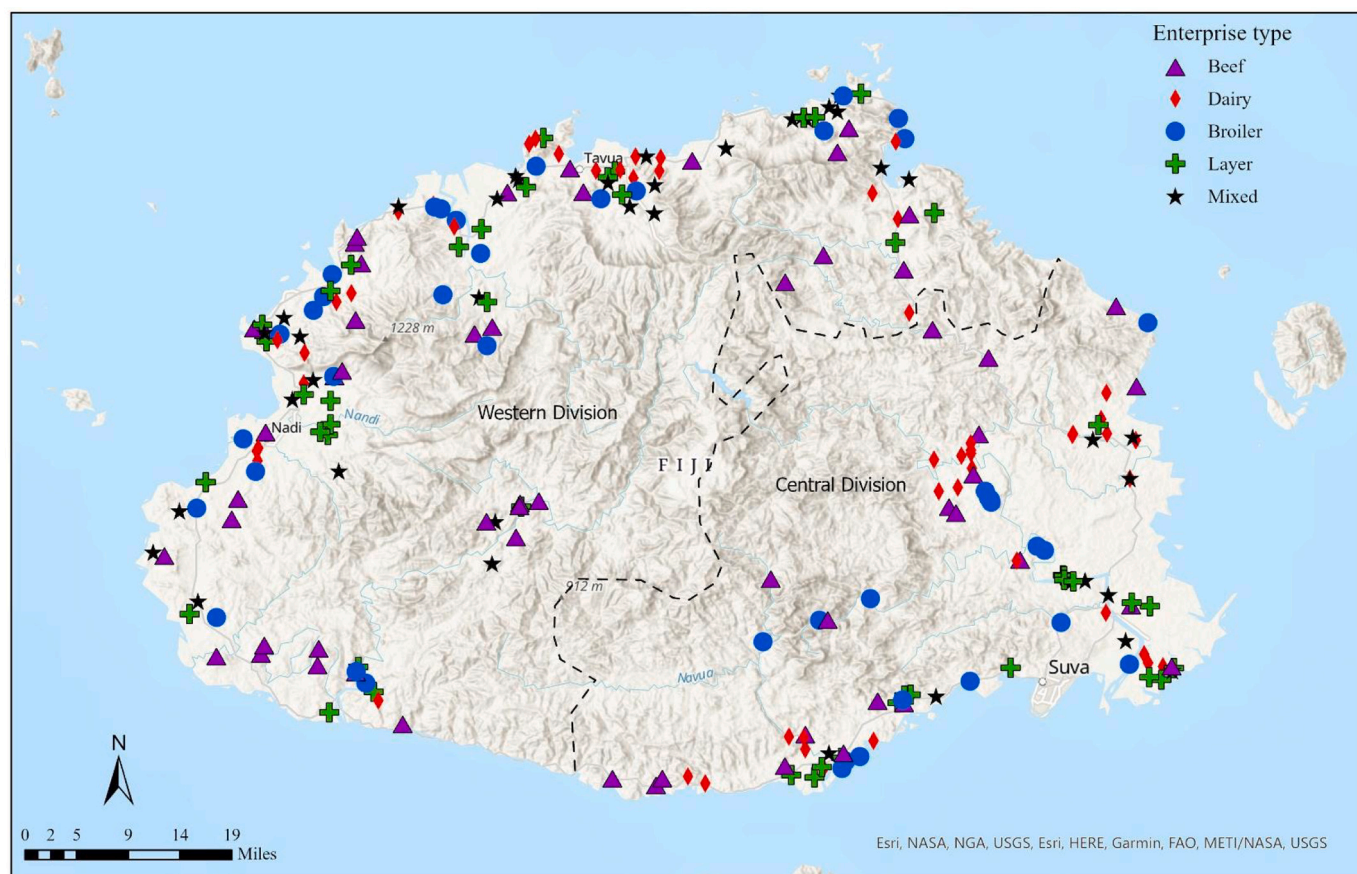 Enterprise type
Beef
Dairy
Broiler
Layer
Mixed
Tavua
1228 m
Western Division
Nandi
Nadi
FIJI
Central Division
912 m
Navua
Suva
N
0 2 5 9 14 19
Miles
Esri, NASA, NGA, USGS, Esri, HERE, Garmin, FAO, METI/NASA, USGS